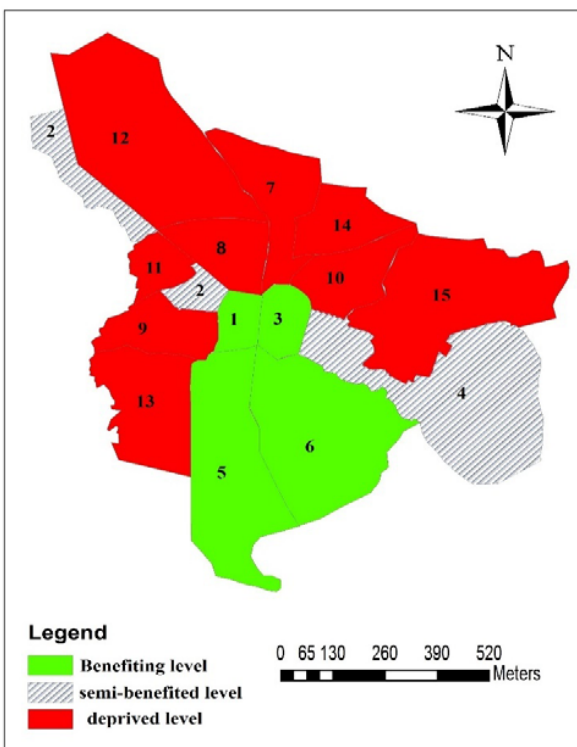 N
2
12
7
14
8
11
10
2
15
1
3
9
4
13
6
5
Legend
Benefiting level
semi-benefited level
deprived level
0 65 130 260 390 520
Meters